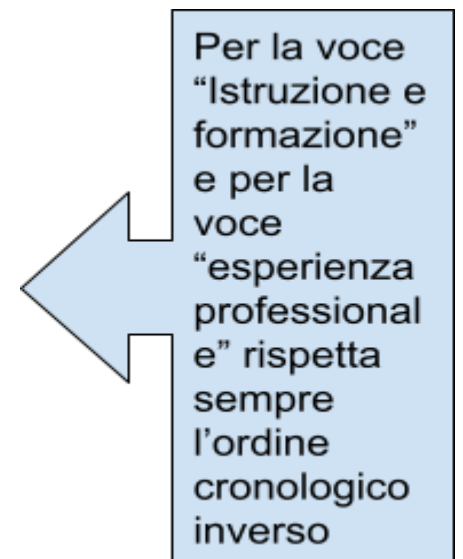 Per la voce
“Istruzione e
formazione”
e per la
voce
“esperienza
professional
e” rispetta
sempre
l’ordine
cronologico
inverso